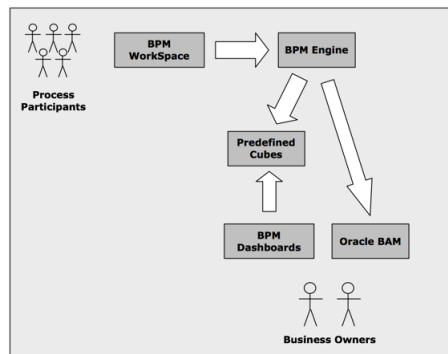 BPM
WorkSpace
BPM Engine
Process
Participants
Predefined
Cubes
BPM
Dashboards
Oracle BAM
Business Owners